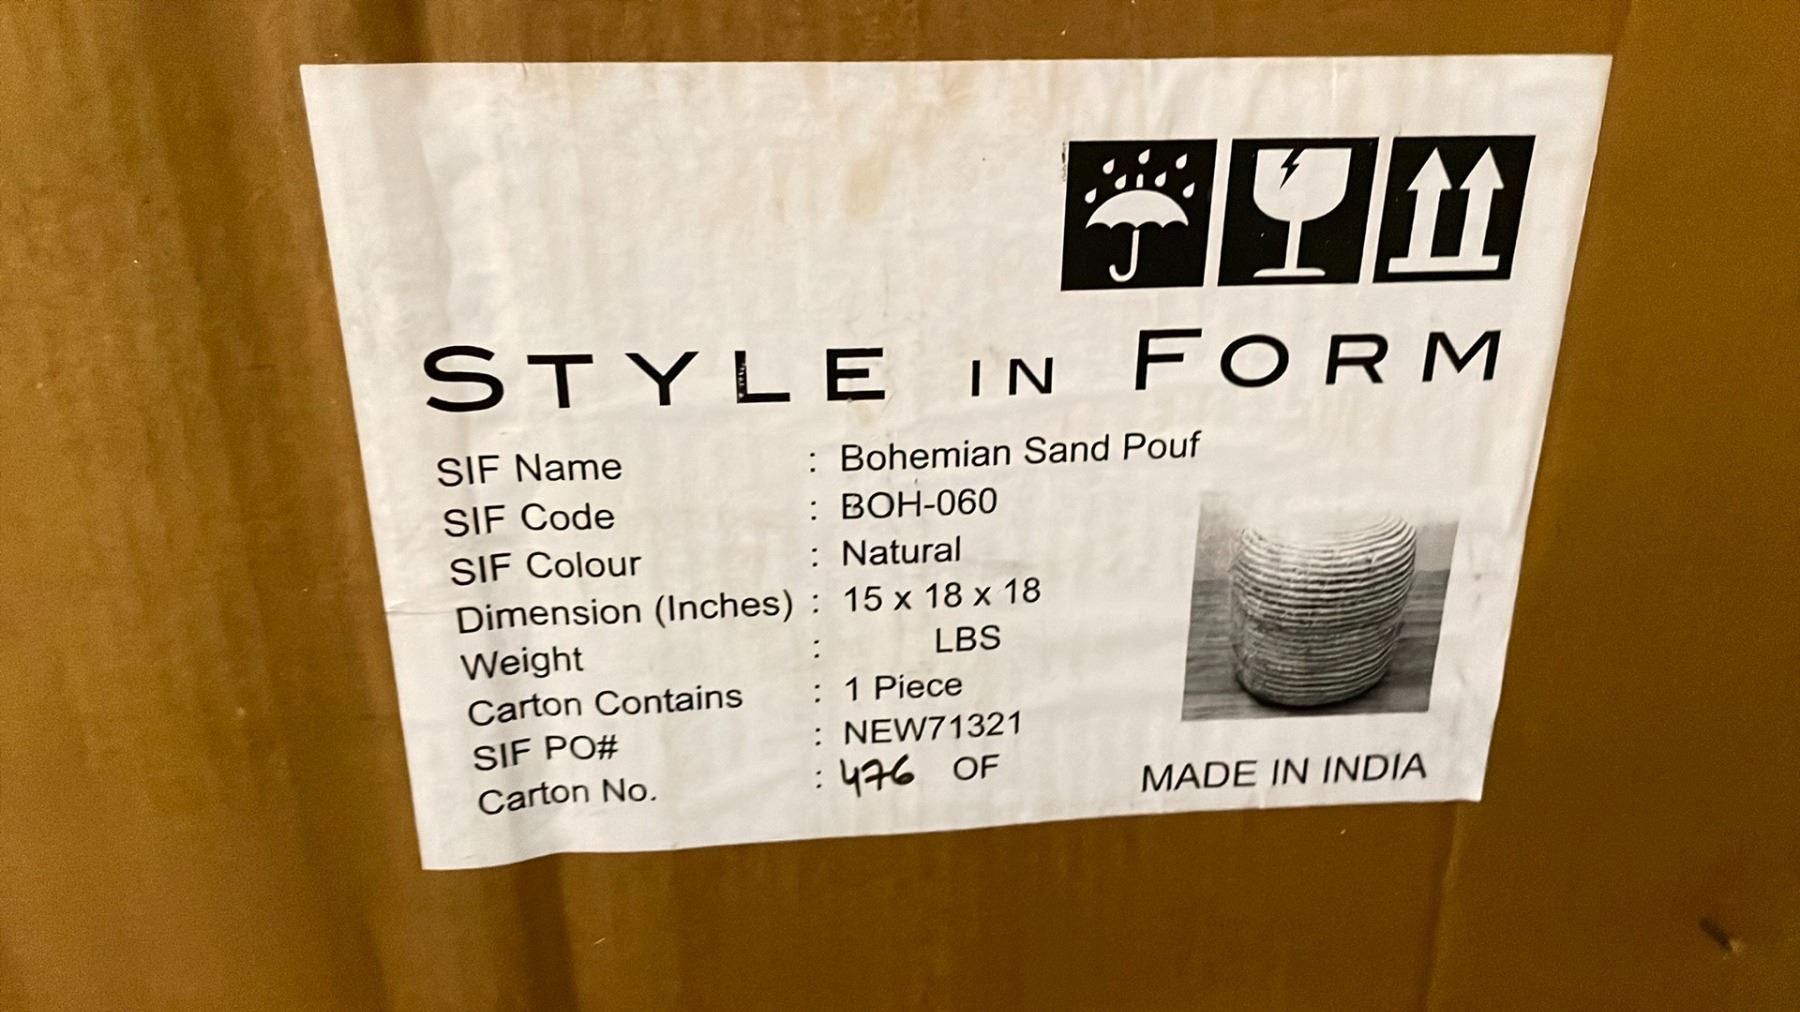 STYLE IN FORM
SIF Name : Bohemian Sand Pouf
SIF Code : BOH-060
SIF Colour : Natural
Dimension (Inches) : 15 x 18 x 18
Weight : LBS
Carton Contains : 1 Piece
SIF PO# : NEW71321
Carton No. : 476 OF
MADE IN INDIA